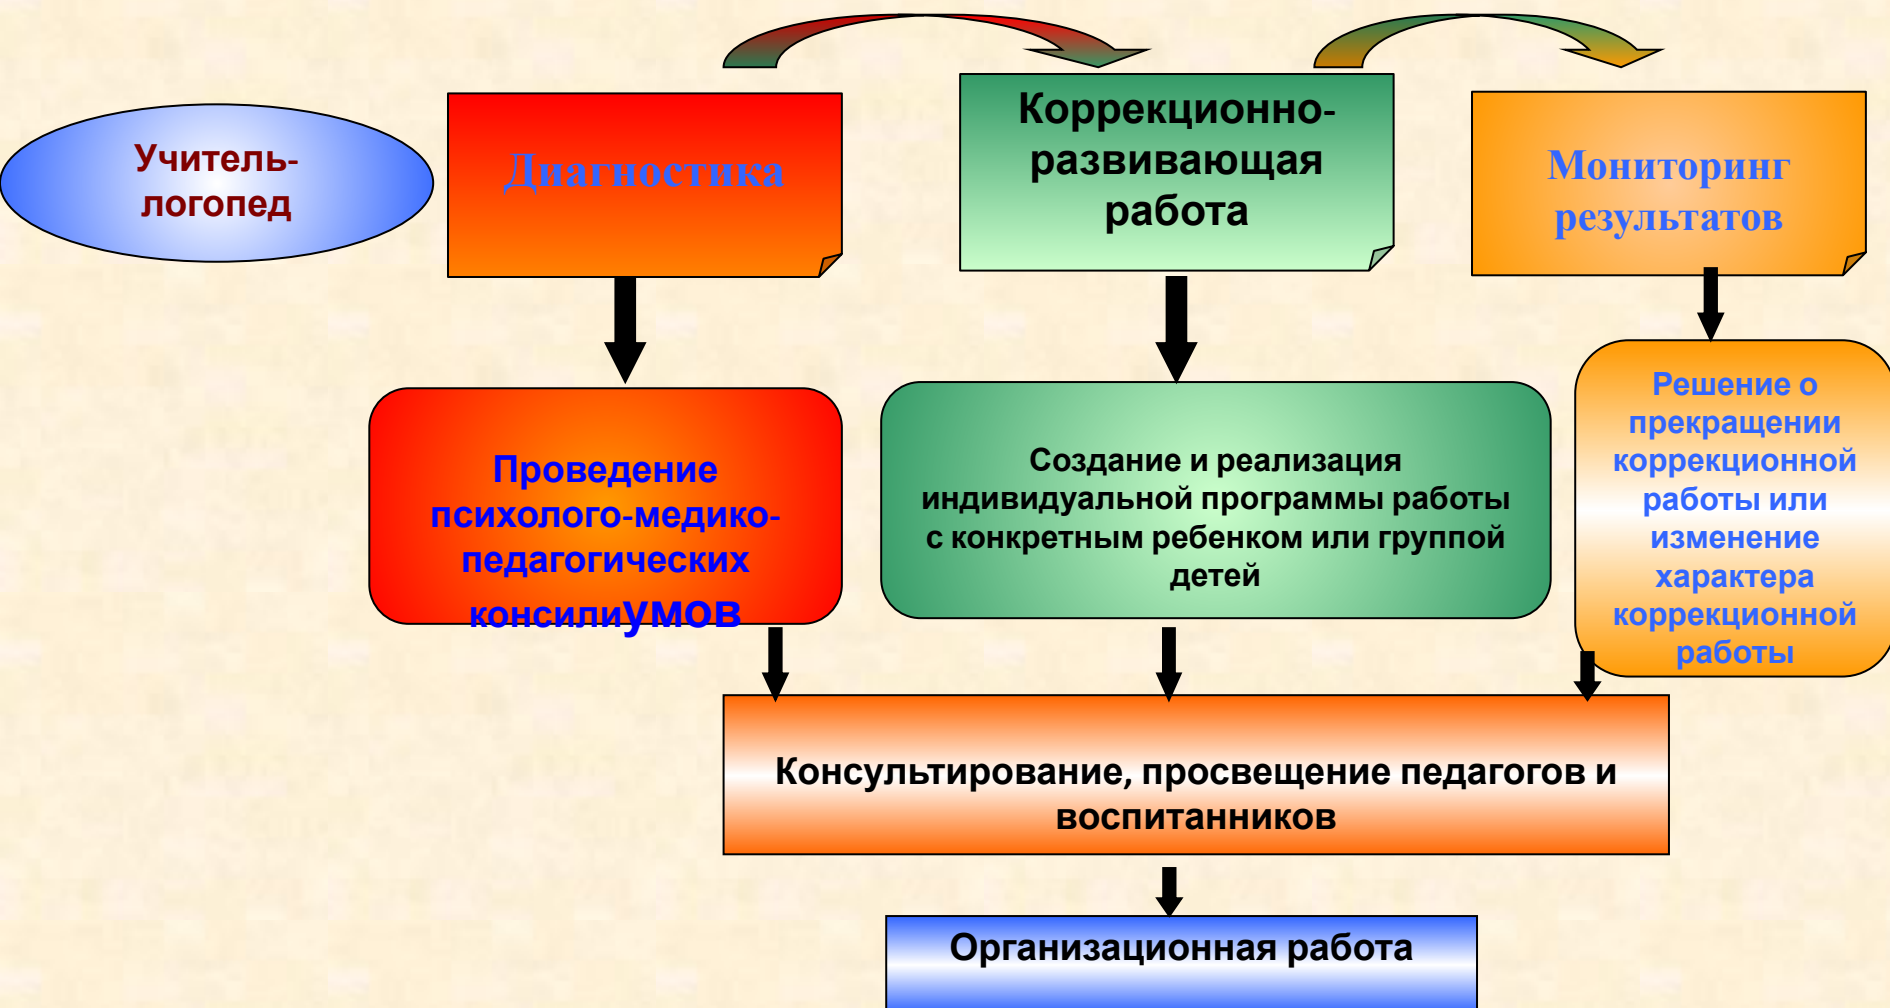 Учитель-
логопед
Диагностика
Коррекционно-
развивающая
работа
Мониторинг
результатов
Проведение
психолого-медико-
педагогических
консилиумов
Создание и реализация
индивидуальной программы работы
с конкретным ребенком или группой
детей
Решение о
прекращении
коррекционной
работы или
изменение
характера
коррекционной
работы
Консультирование, просвещение педагогов и
воспитанников
Организационная работа